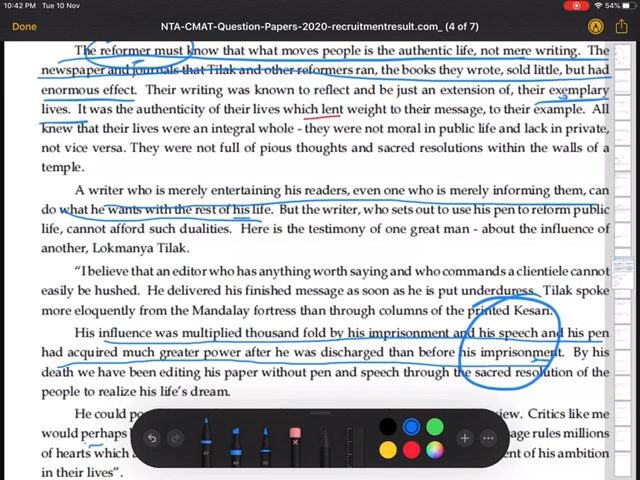 10:42 PM Tue 10 Nov
54%
Done
NTA-CMAT-Question-Papers-2020-recruitmentresult.com_ (4 of 7)
The reformer must know that what moves people is the authentic life, not mere writing. The
newspaper and journals that Tilak and other reformers ran, the books they wrote, sold little, but had
enormous effect. Their writing was known to reflect and be just an extension of, their exemplary
lives. It was the authenticity of their lives which lent weight to their message, to their example. All
knew that their lives were an integral whole - they were not moral in public life and lack in private,
not vice versa. They were not full of pious thoughts and sacred resolutions within the walls of a
temple.
A writer who is merely entertaining his readers, even one who is merely informing them, can
do what he wants with the rest of his life. But the writer, who sets out to use his pen to reform public
life, cannot afford such dualities. Here is the testimony of one great man - about the influence of
another, Lokmanya Tilak.
"I believe that an editor who has anything worth saying and who commands a clientiele cannot
easily be hushed. He delivered his finished message as soon as he is put underduress. Tilak spoke
more eloquently from the Mandalay fortress than through columns of the printed Kesari.
His influence was multiplied thousand fold by his imprisonment and his speech and his pen
had acquired much greater power after he was discharged than before his imprisonment. By his
death we have been editing his paper without pen and speech through the sacred resolution of the
people to realize his life's dream.
He could po view. Critics like me
would perhaps age rules millions
of hearts which a ent of his ambition
in their lives".